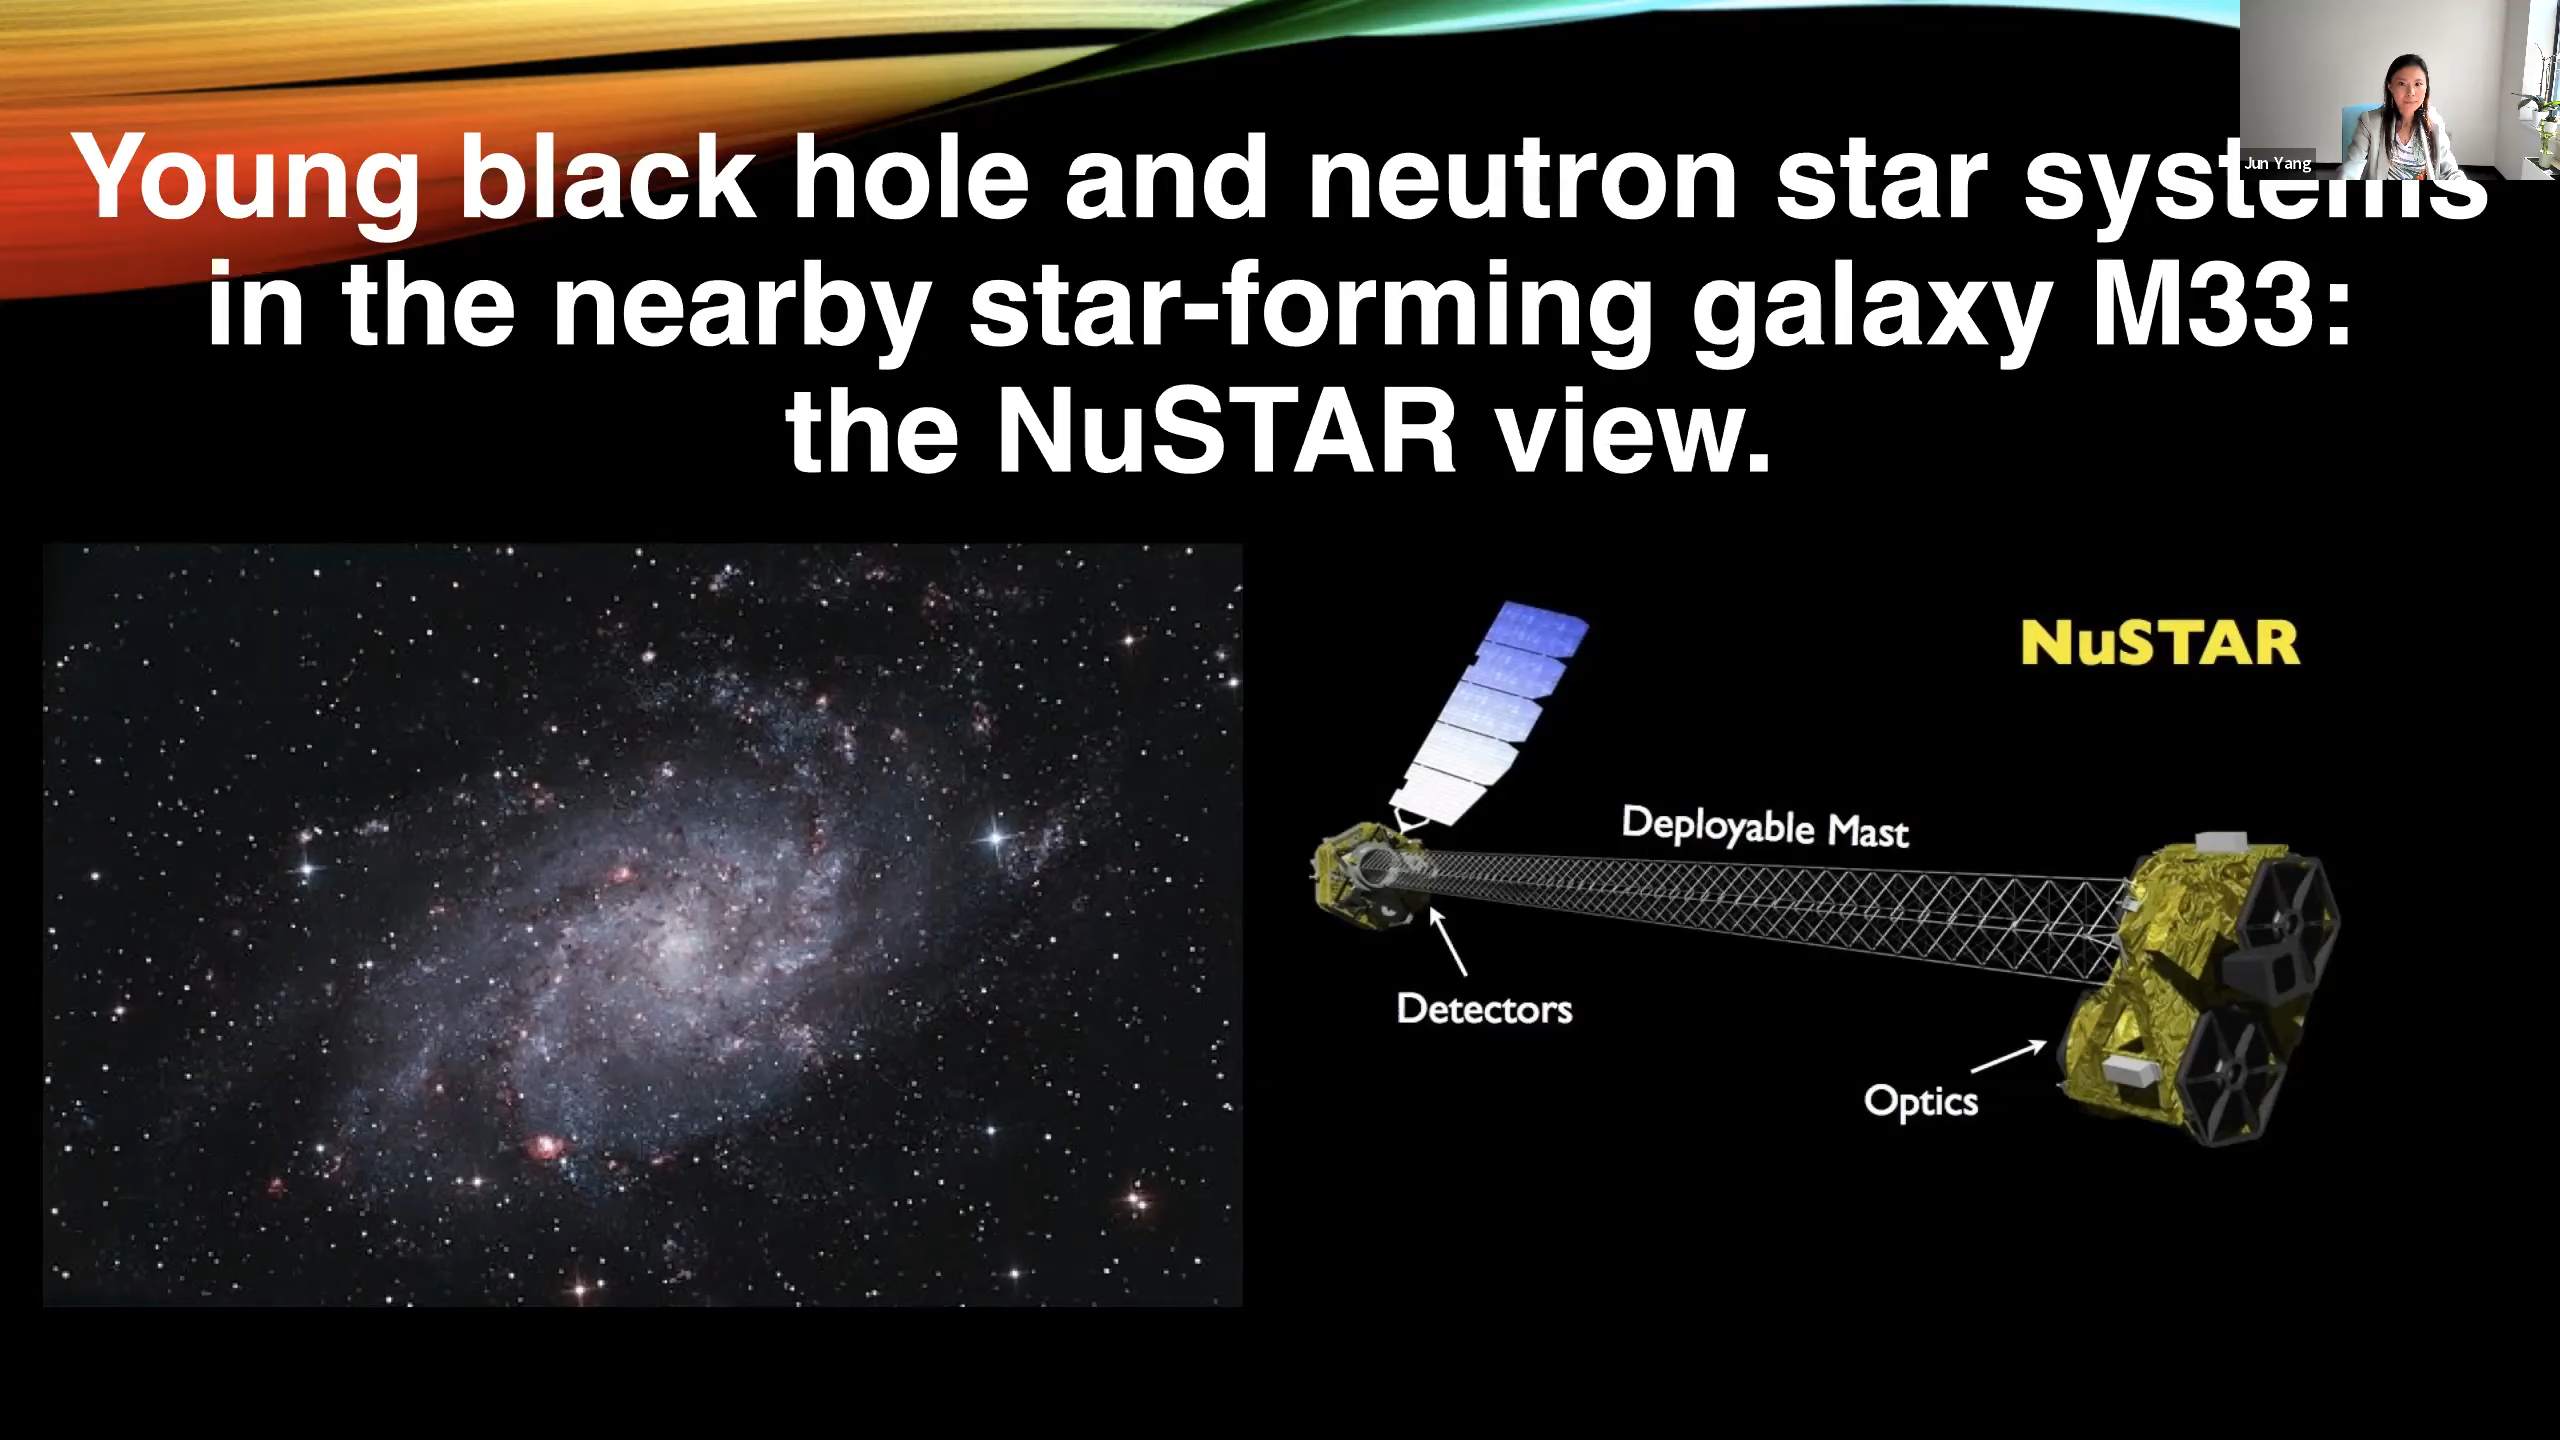 Young black hole and neutron star systems
in the nearby star-forming galaxy M33:
the NuSTAR view.
Jun Yang
NuSTAR
Deployable Mast
Detectors
Optics